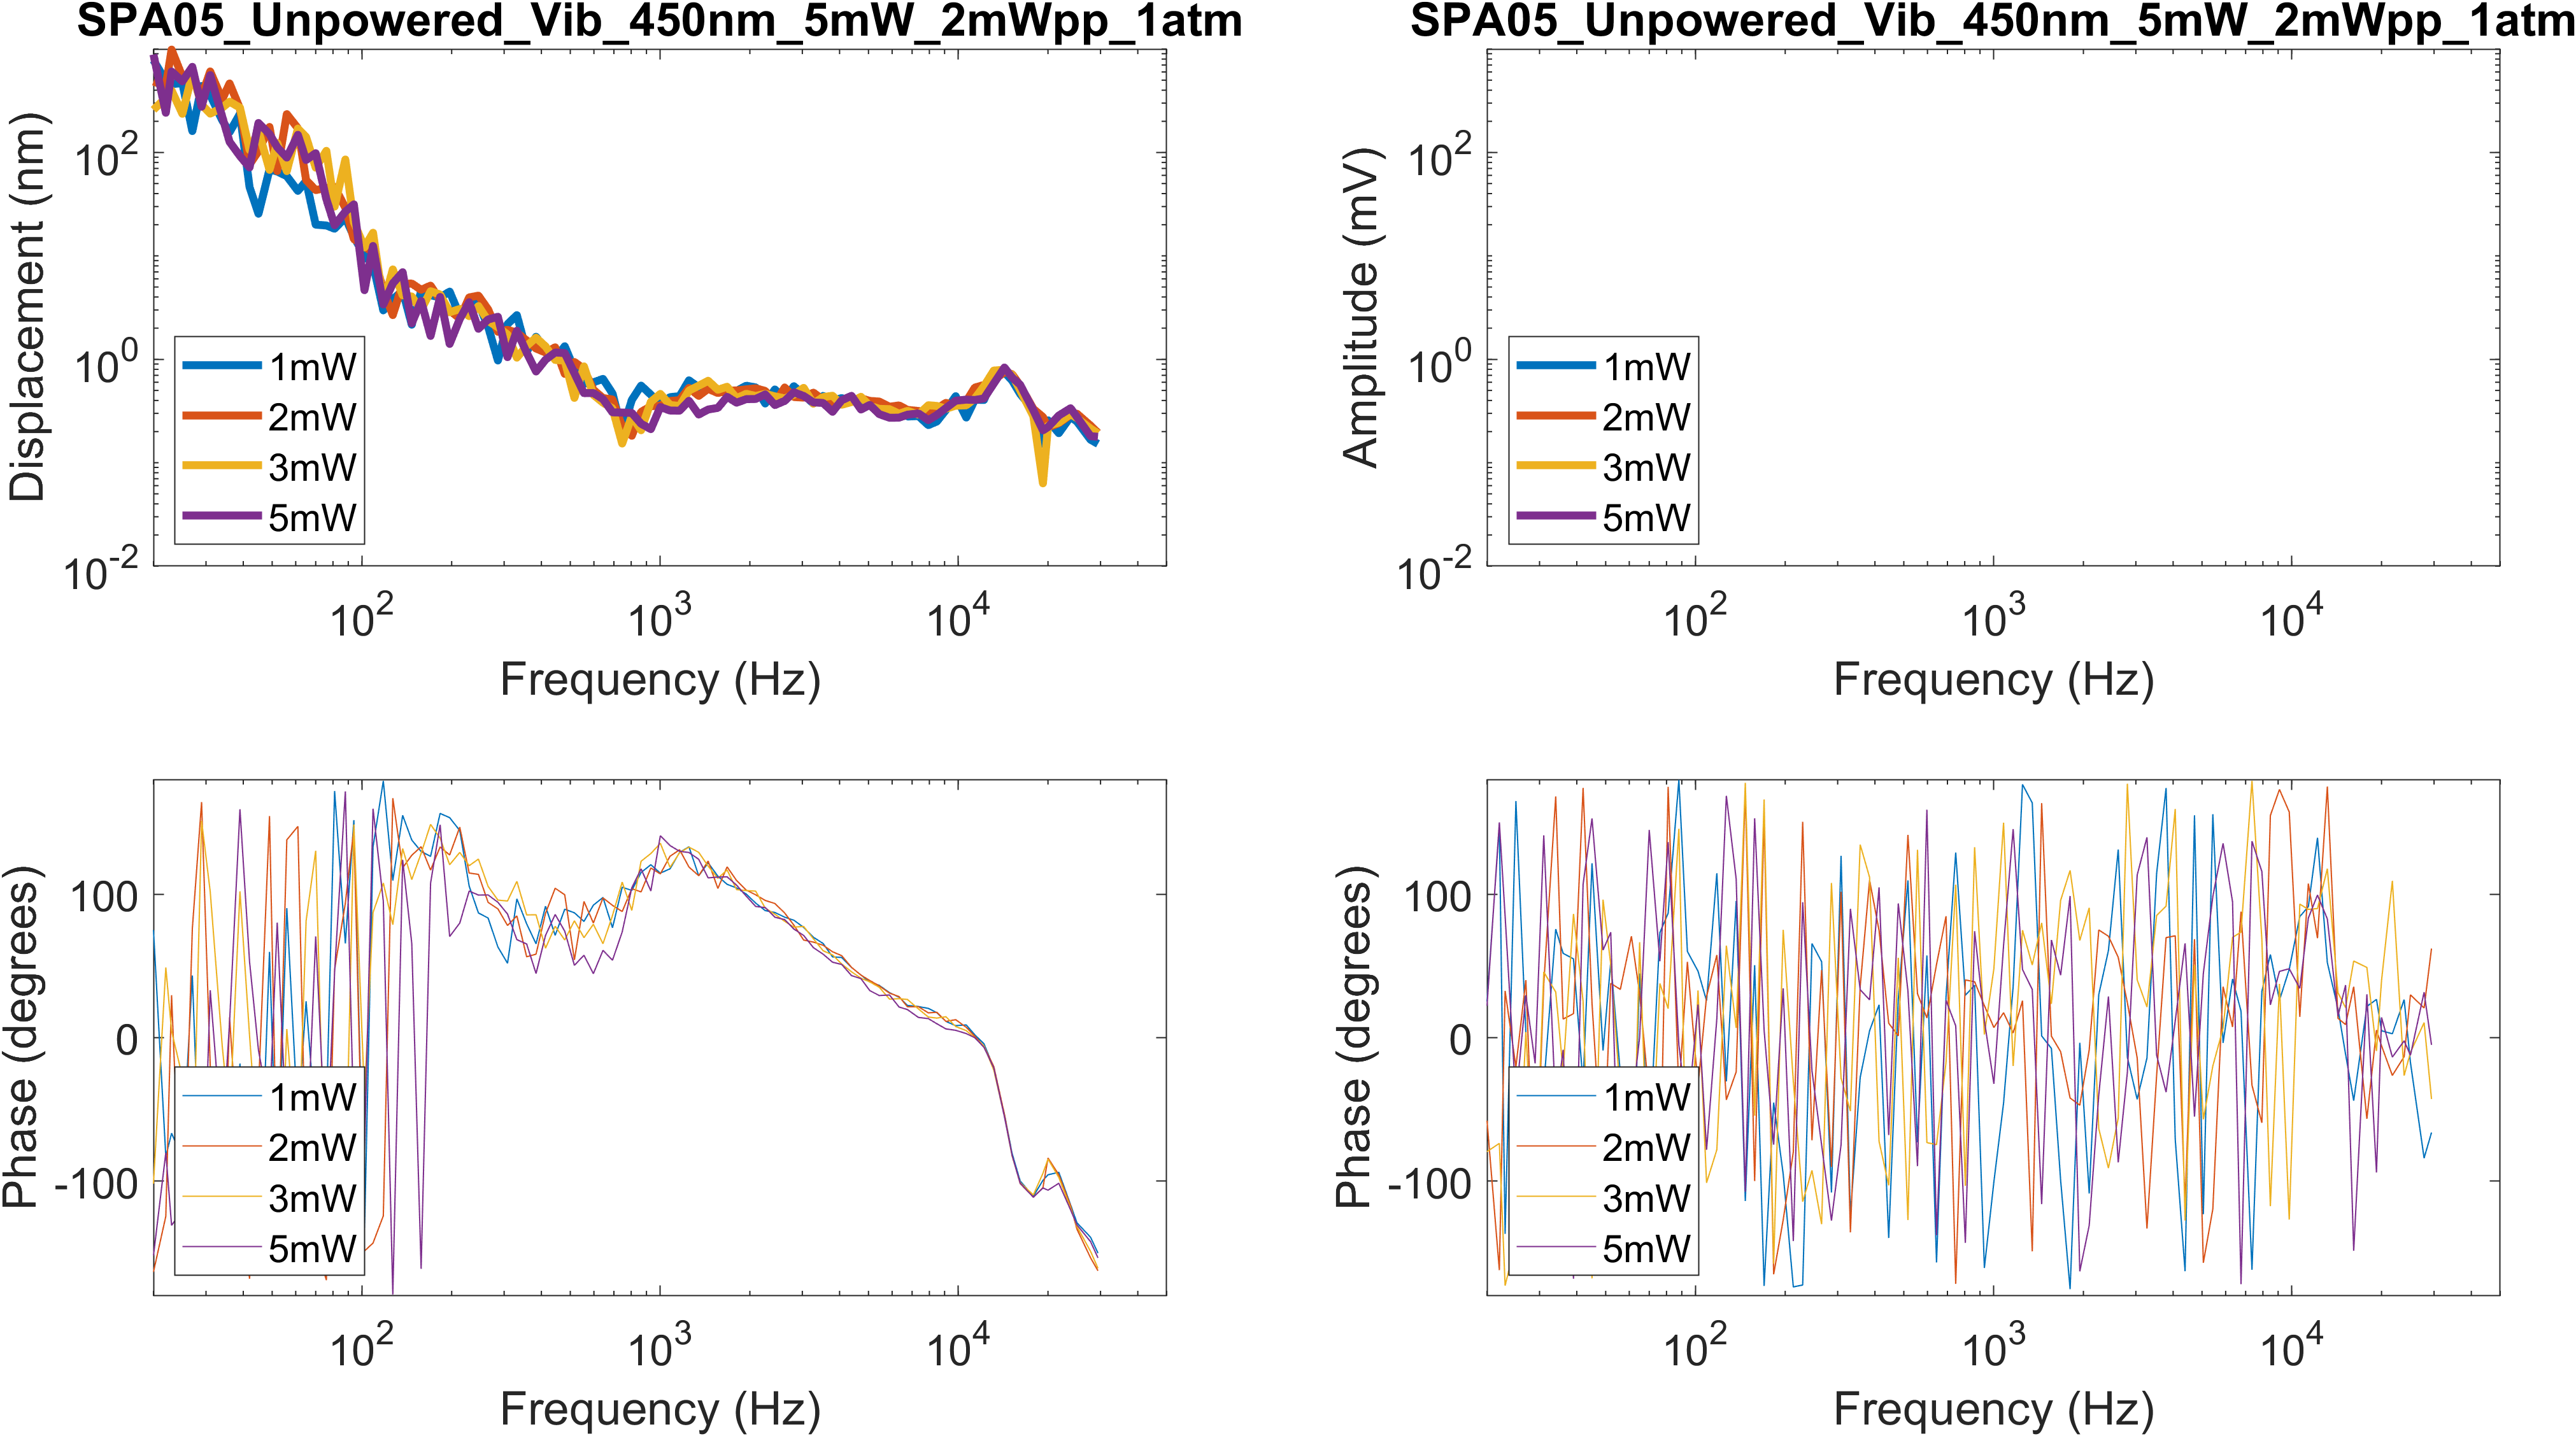 SPA05_Unpowered_Vib_450nm_5mW_2mWpp_1atm
Displacement (nm)
10^2
10^0
10^-2
1mW
2mW
3mW
5mW
10^2 10^3 10^4
Frequency (Hz)
SPA05_Unpowered_Vib_450nm_5mW_2mWpp_1atm
Amplitude (mV)
10^2
10^0
10^-2
1mW
2mW
3mW
5mW
10^2 10^3 10^4
Frequency (Hz)
Phase (degrees)
100
0
-100
1mW
2mW
3mW
5mW
10^2 10^3 10^4
Frequency (Hz)
Phase (degrees)
100
0
-100
1mW
2mW
3mW
5mW
10^2 10^3 10^4
Frequency (Hz)